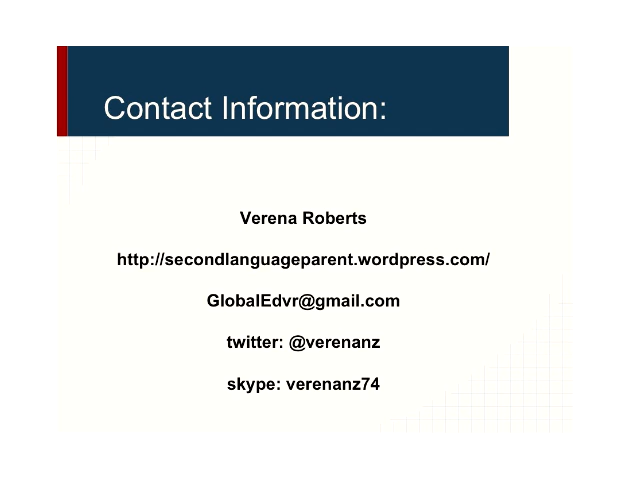 Contact Information:
Verena Roberts
http://secondlanguageparent.wordpress.com/
GlobalEdvr@gmail.com
twitter: @verenanz
skype: verenanz74